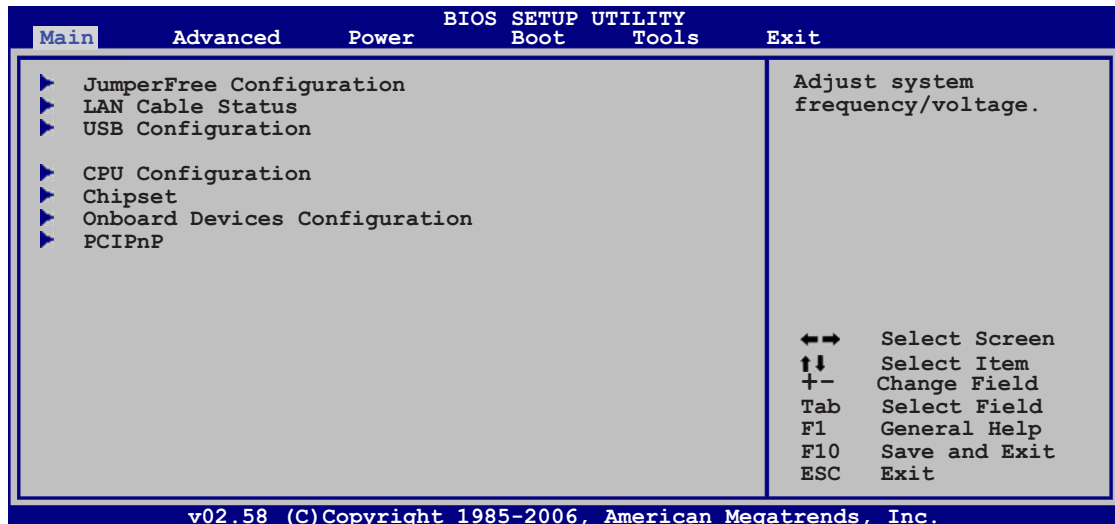 BIOS SETUP UTILITY
Main Advanced Power Boot Tools Exit
JumperFree Configuration
LAN Cable Status
USB Configuration
CPU Configuration
Chipset
Onboard Devices Configuration
PCIPnP
Adjust system
frequency/voltage.
←→ Select Screen
↑↓ Select Item
+- Change Field
Tab Select Field
F1 General Help
F10 Save and Exit
ESC Exit
v02.58 (C)Copyright 1985-2006, American Megatrends, Inc.